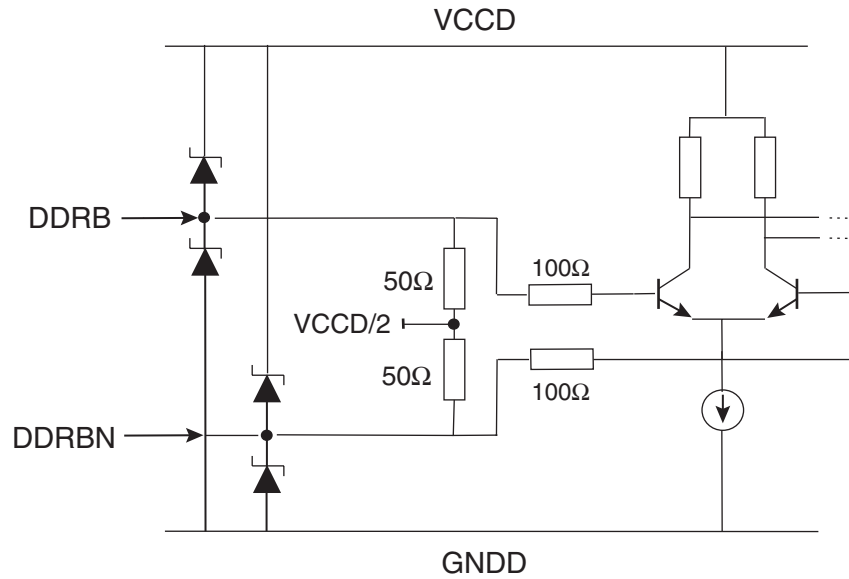 VCCD
DDRB
100Ω
50Ω
VCCD/2
50Ω
100Ω
DDRBN
GNDD